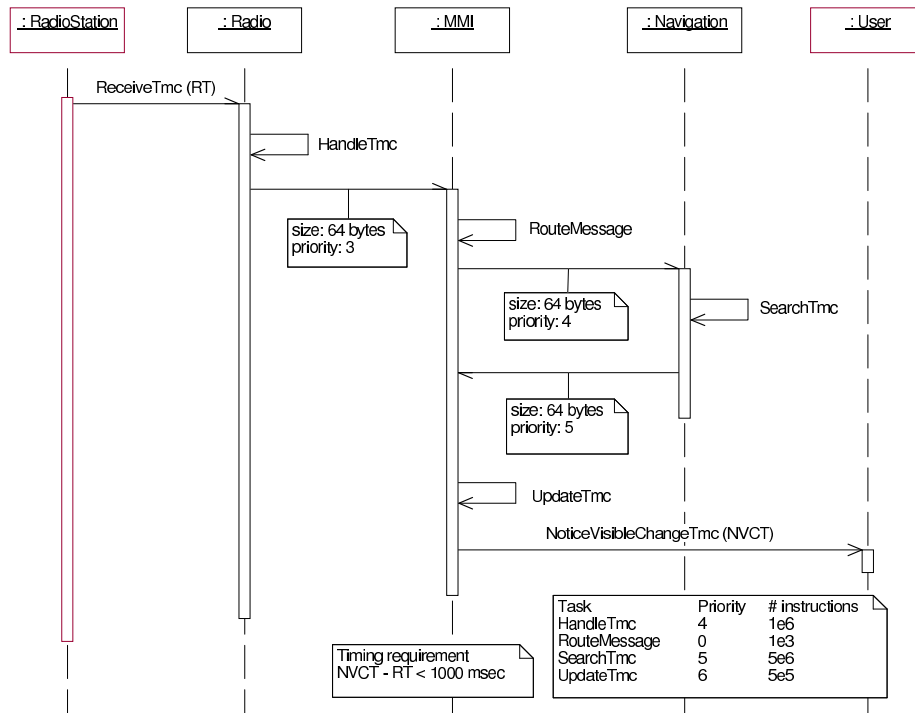 : RadioStation
: Radio
: MMI
: Navigation
: User
ReceiveTmc (RT)
HandleTmc
size: 64 bytes
priority: 3
RouteMessage
size: 64 bytes
priority: 4
SearchTmc
size: 64 bytes
priority: 5
UpdateTmc
NoticeVisibleChangeTmc (NVCT)
Task Priority # instructions
HandleTmc 4 1e6
RouteMessage 0 1e3
SearchTmc 5 5e6
UpdateTmc 6 5e5
Timing requirement
NVCT - RT < 1000 msec